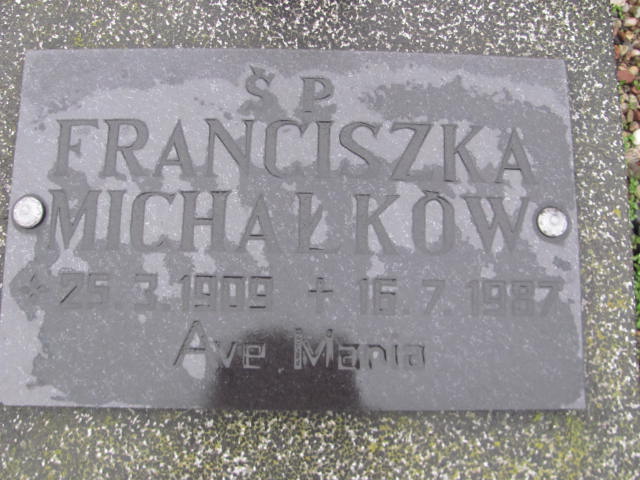 Ś P
FRANCISZKA
MICHAŁKÓW
* 25.3.1909 + 16.7.1987
Ave Maria